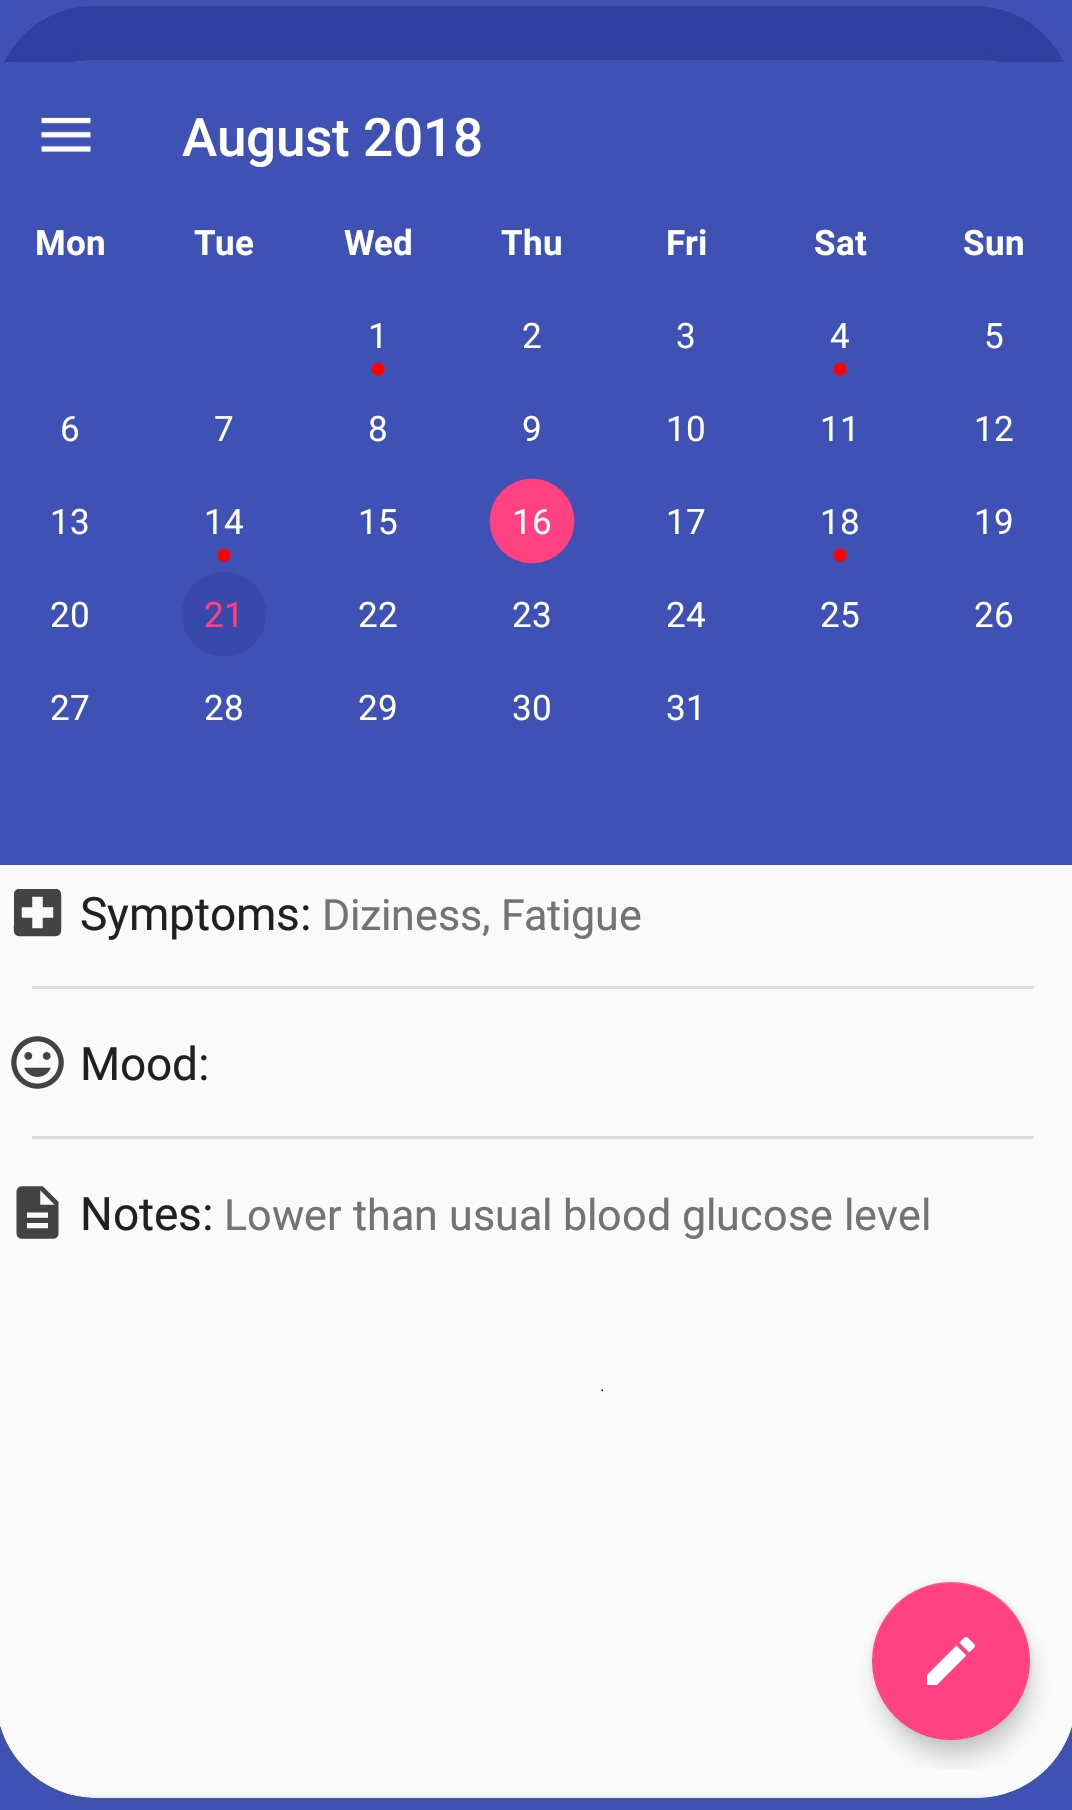 August 2018
Mon Tue Wed Thu Fri Sat Sun
1 2 3 4 5
6 7 8 9 10 11 12
13 14 15 16 17 18 19
20 21 22 23 24 25 26
27 28 29 30 31
Symptoms: Diziness, Fatigue
Mood:
Notes: Lower than usual blood glucose level